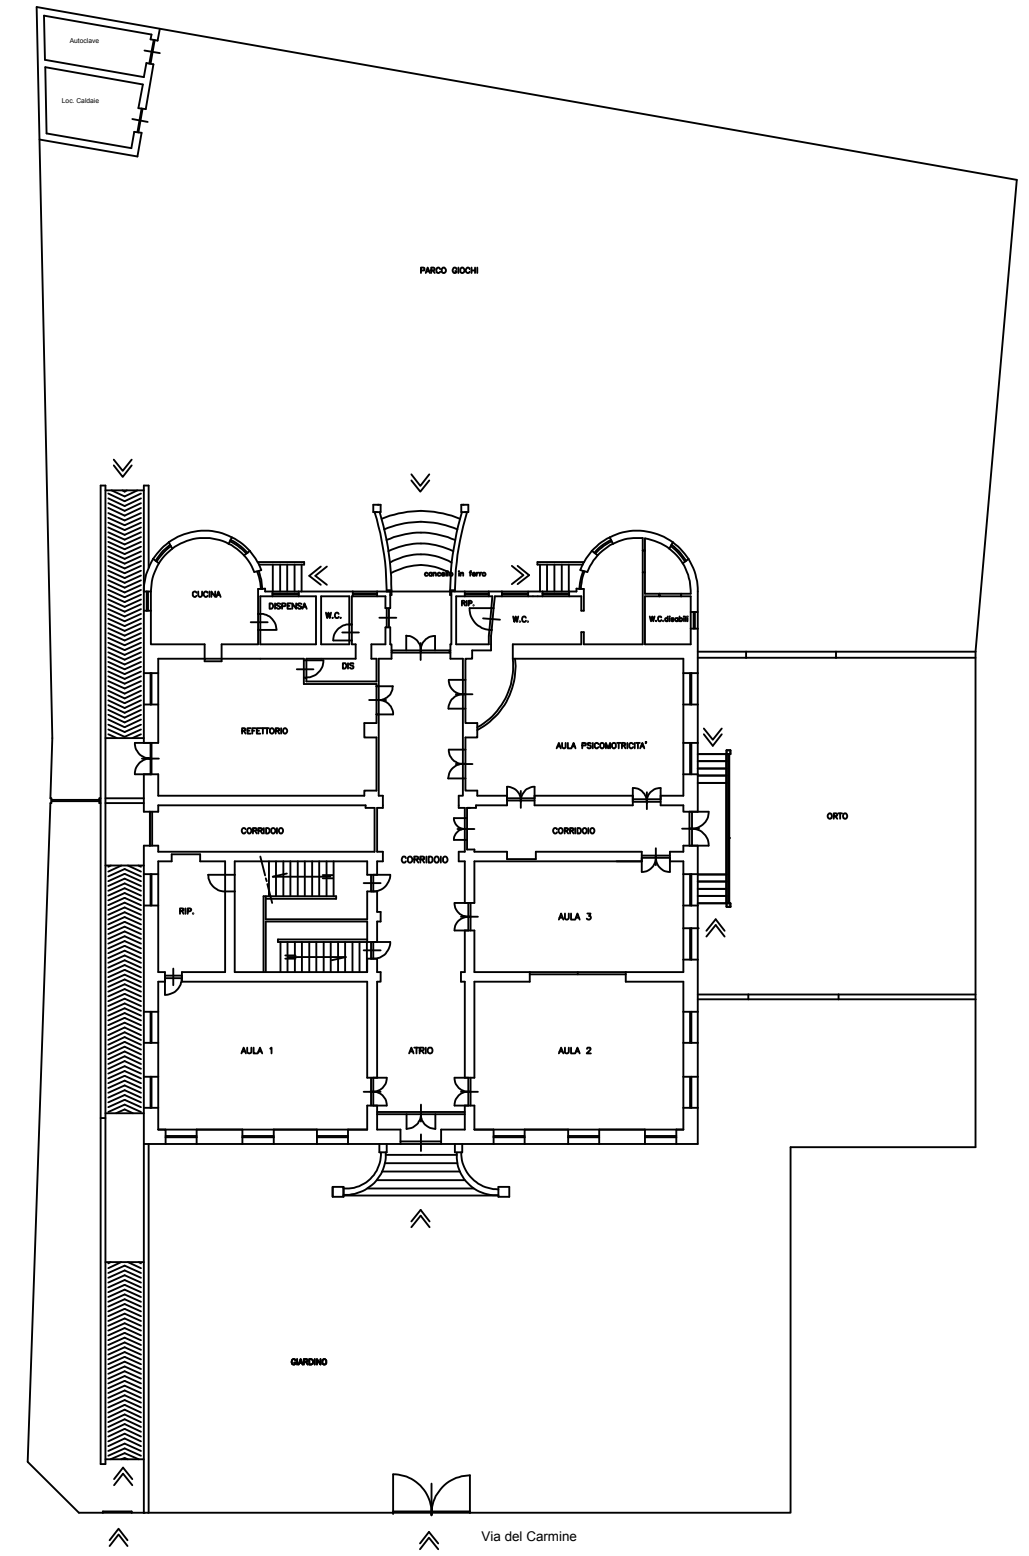 Autoclave
Loc. Caldaie
PARCO GIOCHI
cancello in ferro
CUCINA
DISPENSA
W.C.
RIP.
W.C.
W.C.disabili
DIS
REFETTORIO
AULA PSICOMOTRICITA'
ORTO
CORRIDOIO
CORRIDOIO
CORRIDOIO
RIP.
AULA 3
AULA 1
ATRIO
AULA 2
GIARDINO
Via del Carmine